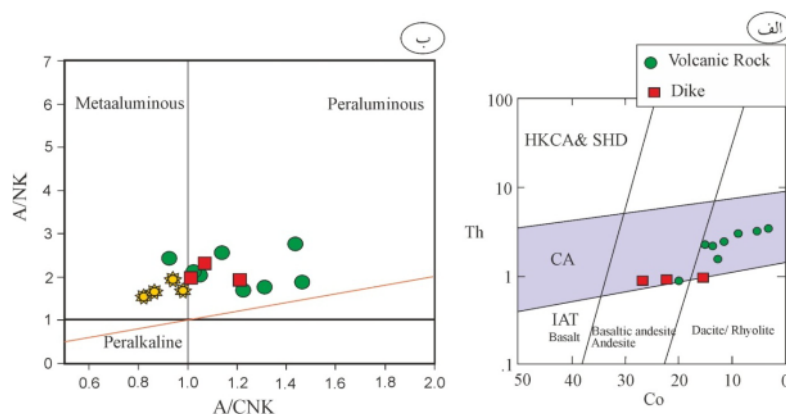 ب
7
6
5
4
3
2
1
0
A/NK
Metaaluminous
Peraluminous
Peralkaline
0.6 0.8 1.0 1.2 1.4 1.6 1.8 2.0
A/CNK
الف
Volcanic Rock
Dike
100
10
1
.1
Th
HKCA& SHD
CA
IAT
Basalt
Basaltic andesite
Andesite
Dacite/ Rhyolite
50 40 30 20 10 0
Co